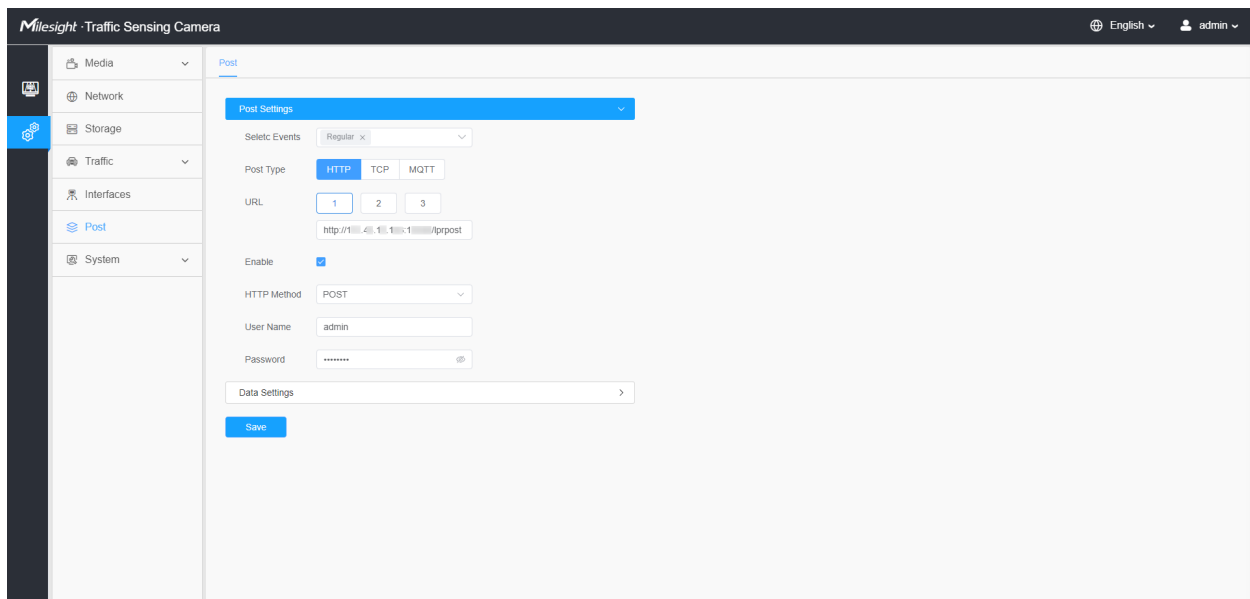 Milesight · Traffic Sensing Camera
English
admin
Media
Network
Storage
Traffic
Interfaces
Post
System
Post
Post Settings
Seletc Events
Regular ×
Post Type
HTTP TCP MQTT
URL
1 2 3
/lprpost
Enable
HTTP Method
POST
User Name
admin
Password
••••••••
Data Settings
Save